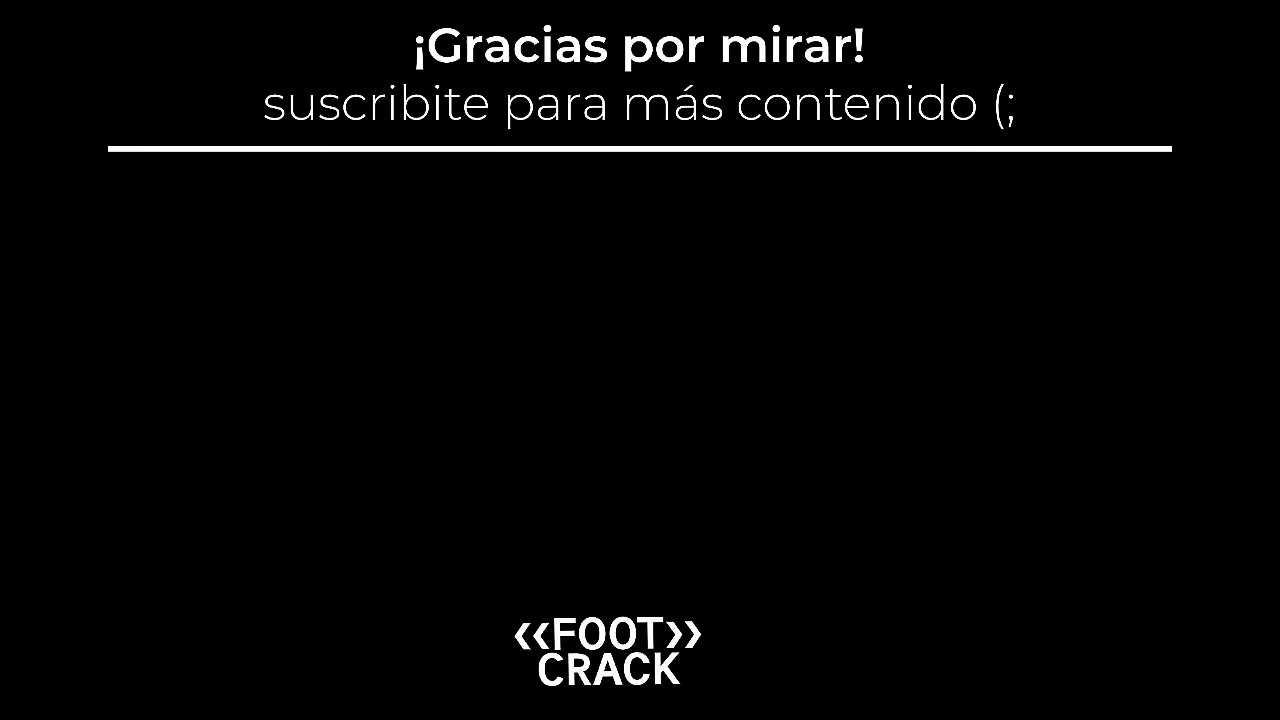 ¡Gracias por mirar!
suscribite para más contenido (;
‹‹FOOT››
CRACK